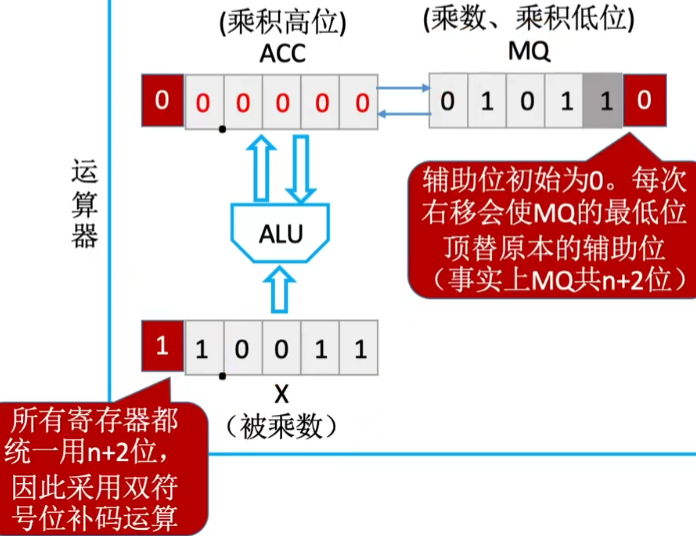 (乘积高位)
ACC
(乘数、乘积低位)
MQ
0 0 0 0 0 0
0 1 0 1 1 0
运算器
ALU
辅助位初始为0。每次
右移会使MQ的最低位
顶替原本的辅助位
（事实上MQ共n+2位）
1 1 0 0 1 1
X
（被乘数）
所有寄存器都
统一用n+2位，
因此采用双符
号位补码运算